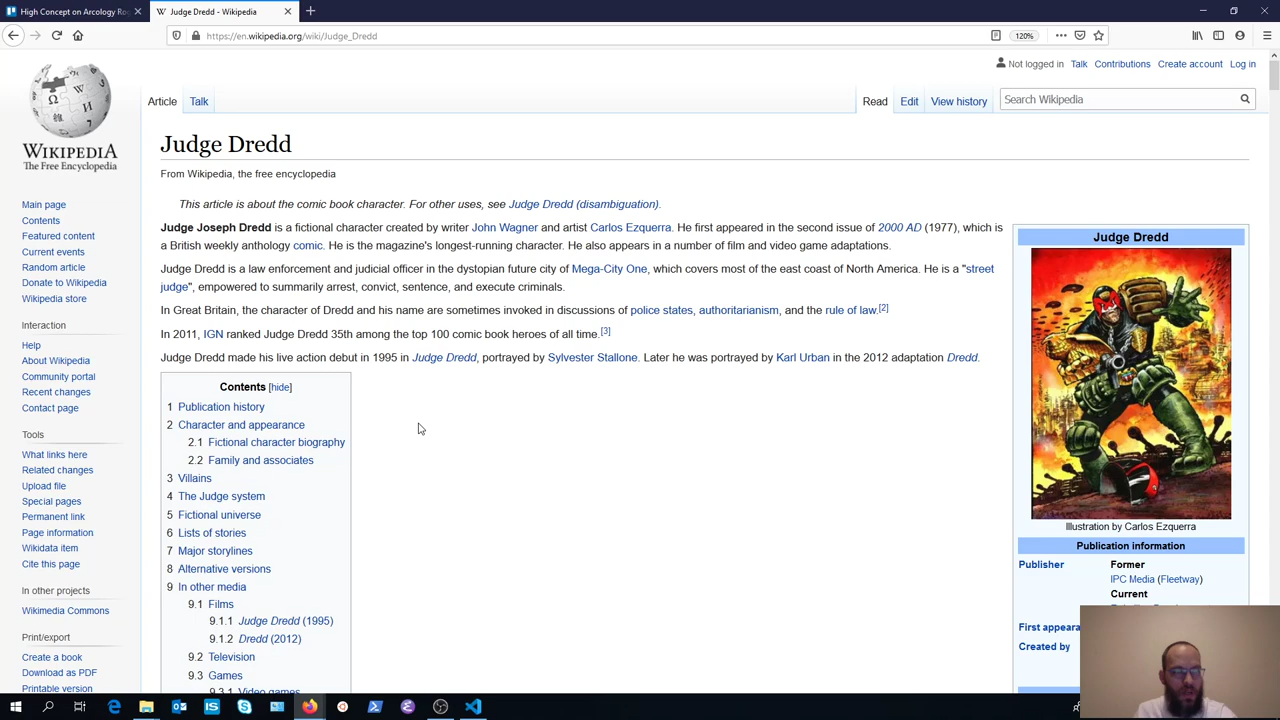 High Concept on Arcology Ro
Judge Dredd - Wikipedia
https://en.wikipedia.org/wiki/Judge_Dredd
120%
Not logged in Talk Contributions Create account Log in
Article Talk
Read Edit View history
Search Wikipedia
WIKIPEDIA
The Free Encyclopedia
Main page
Contents
Featured content
Current events
Random article
Donate to Wikipedia
Wikipedia store
Interaction
Help
About Wikipedia
Community portal
Recent changes
Contact page
Tools
What links here
Related changes
Upload file
Special pages
Permanent link
Page information
Wikidata item
Cite this page
In other projects
Wikimedia Commons
Print/export
Create a book
Download as PDF
Printable version
Judge Dredd
From Wikipedia, the free encyclopedia
This article is about the comic book character. For other uses, see Judge Dredd (disambiguation).
Judge Joseph Dredd is a fictional character created by writer John Wagner and artist Carlos Ezquerra. He first appeared in the second issue of 2000 AD (1977), which is
a British weekly anthology comic. He is the magazine's longest-running character. He also appears in a number of film and video game adaptations.
Judge Dredd is a law enforcement and judicial officer in the dystopian future city of Mega-City One, which covers most of the east coast of North America. He is a "street
judge", empowered to summarily arrest, convict, sentence, and execute criminals.
In Great Britain, the character of Dredd and his name are sometimes invoked in discussions of police states, authoritarianism, and the rule of law.[2]
In 2011, IGN ranked Judge Dredd 35th among the top 100 comic book heroes of all time.[3]
Judge Dredd made his live action debut in 1995 in Judge Dredd, portrayed by Sylvester Stallone. Later he was portrayed by Karl Urban in the 2012 adaptation Dredd.
Contents [hide]
1 Publication history
2 Character and appearance
2.1 Fictional character biography
2.2 Family and associates
3 Villains
4 The Judge system
5 Fictional universe
6 Lists of stories
7 Major storylines
8 Alternative versions
9 In other media
9.1 Films
9.1.1 Judge Dredd (1995)
9.1.2 Dredd (2012)
9.2 Television
9.3 Games
9.3.1 Video games
Judge Dredd
Illustration by Carlos Ezquerra
Publication information
Publisher Former
IPC Media (Fleetway)
Current
First appeara
Created by